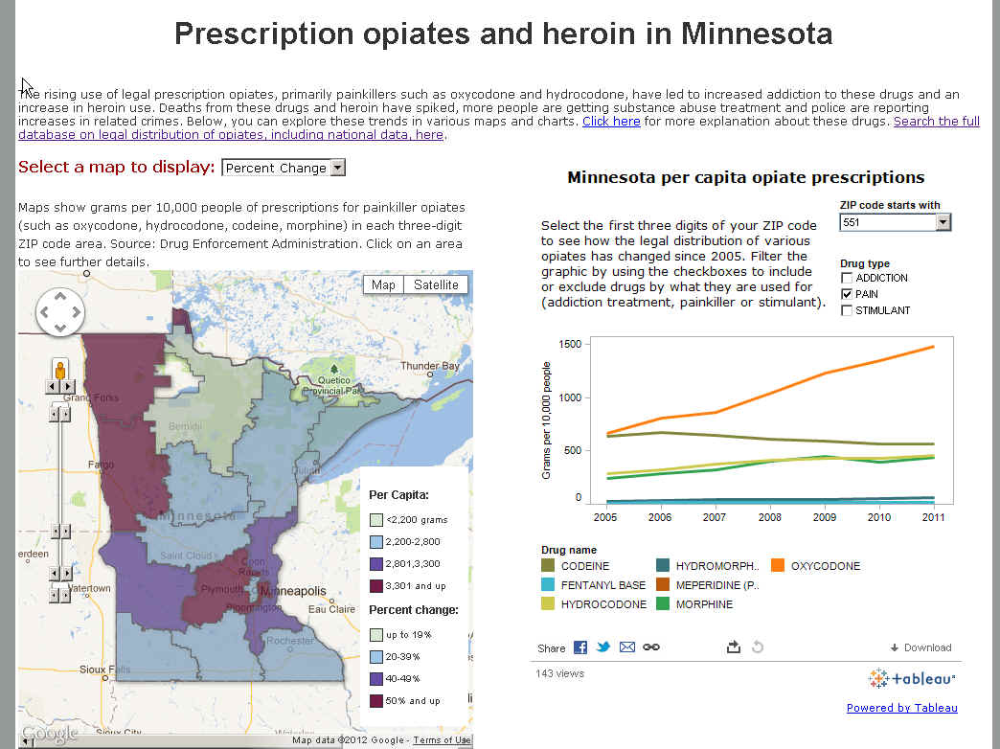 Prescription opiates and heroin in Minnesota
The rising use of legal prescription opiates, primarily painkillers such as oxycodone and hydrocodone, have led to increased addiction to these drugs and an
increase in heroin use. Deaths from these drugs and heroin have spiked, more people are getting substance abuse treatment and police are reporting
increases in related crimes. Below, you can explore these trends in various maps and charts. Click here for more explanation about these drugs. Search the full
database on legal distribution of opiates, including national data, here.
Select a map to display: Percent Change
Maps show grams per 10,000 people of prescriptions for painkiller opiates
(such as oxycodone, hydrocodone, codeine, morphine) in each three-digit
ZIP code area. Source: Drug Enforcement Administration. Click on an area
to see further details.
Map Satellite
Thunder Bay
Quetico
Provincial Par
Grand Forks
Bemidji
Fargo
Duluth
Minnesota
Saint Cloud
erdeen
Coon
Rapids
Watertown
Plymouth
Minneapolis
Bloomington
Eau Claire
Rochester
Sioux Falls
Sioux City
Per Capita:
<2,200 grams
2,200-2,800
2,801,3,300
3,301 and up
Percent change:
up to 19%
20-39%
40-49%
50% and up
Google
Map data ©2012 Google - Terms of Use
Minnesota per capita opiate prescriptions
Select the first three digits of your ZIP code
to see how the legal distribution of various
opiates has changed since 2005. Filter the
graphic by using the checkboxes to include
or exclude drugs by what they are used for
(addiction treatment, painkiller or stimulant).
ZIP code starts with
551
Drug type
ADDICTION
PAIN
STIMULANT
Grams per 10,000 people
1500
1000
500
0
2005 2006 2007 2008 2009 2010 2011
Drug name
CODEINE HYDROMORPH.. OXYCODONE
FENTANYL BASE MEPERIDINE (P..
HYDROCODONE MORPHINE
Share Download
143 views
+ableau
Powered by Tableau